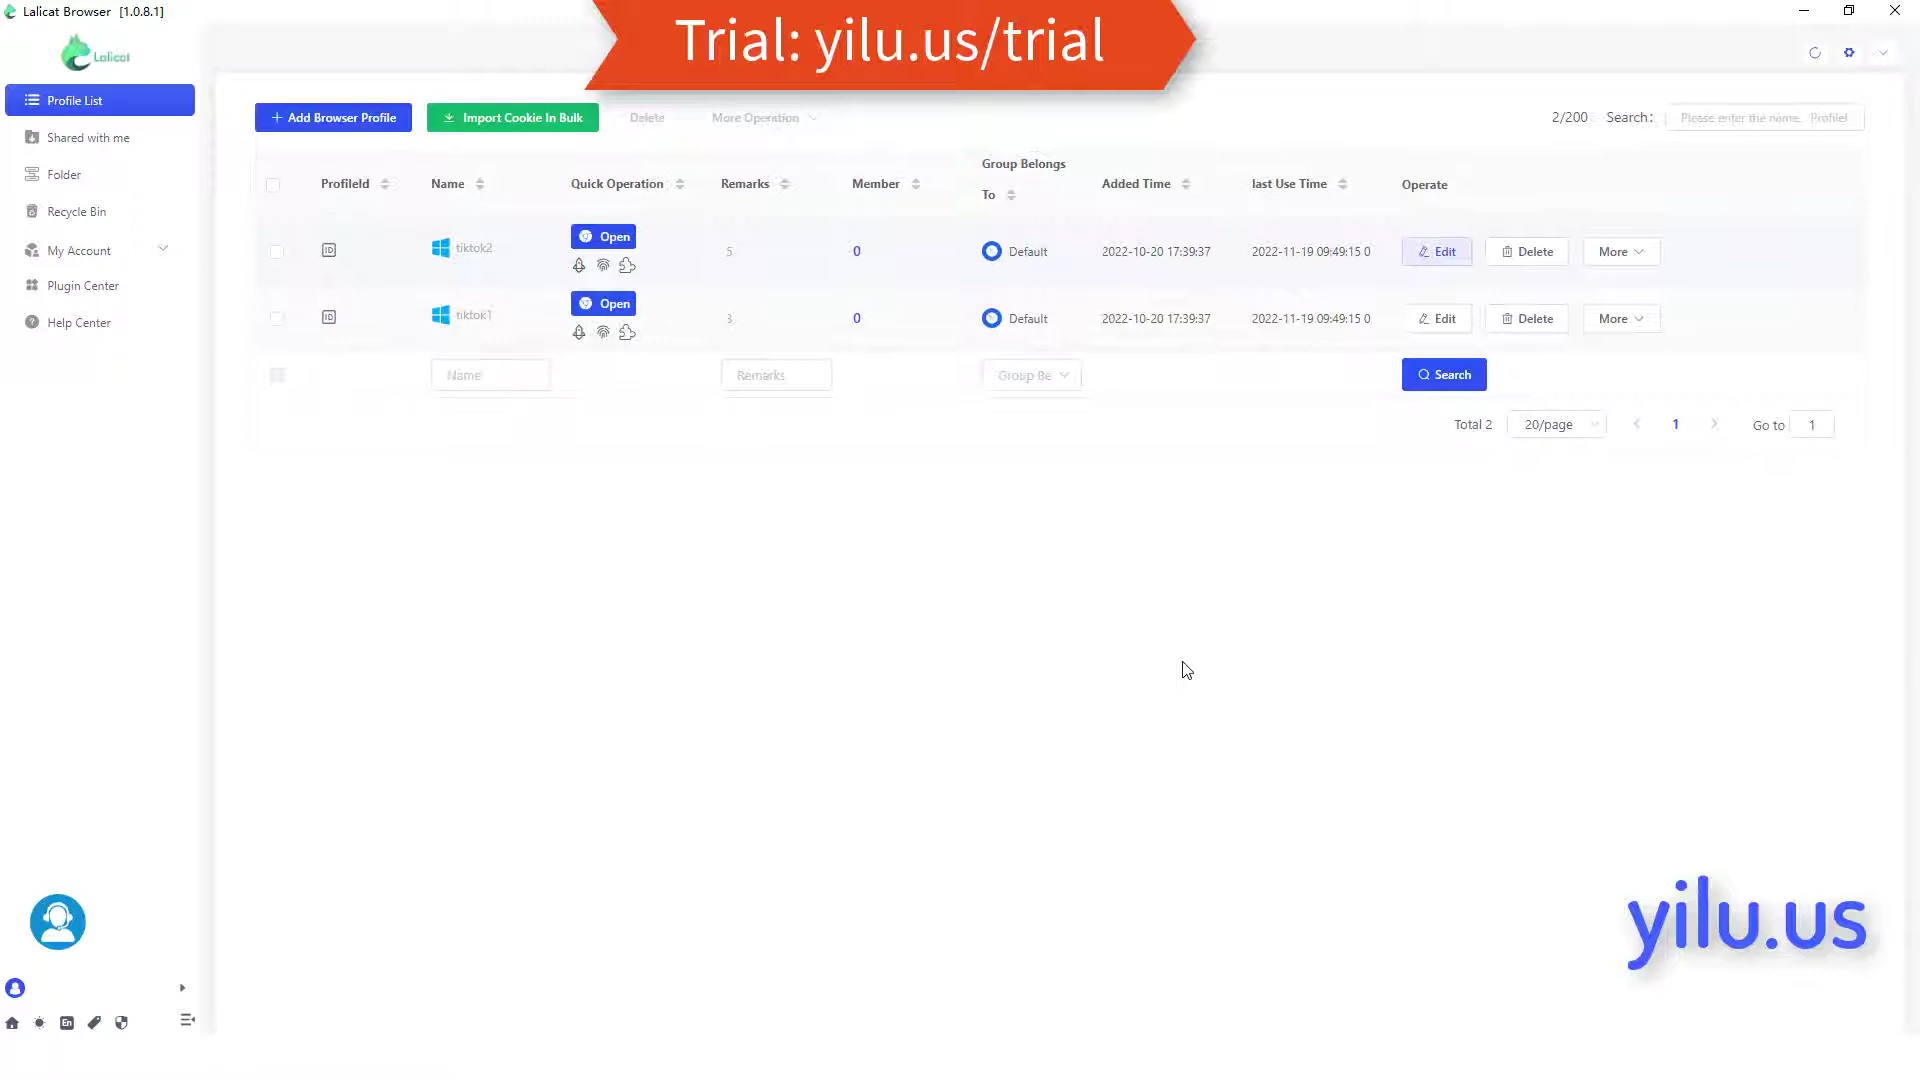 Lalicat Browser [1.0.8.1]
Trial: yilu.us/trial
Lalicat
Profile List
Shared with me
Folder
Recycle Bin
My Account
Plugin Center
Help Center
Add Browser Profile
Import Cookie In Bulk
Delete
More Operation
2/200
Search:
Please enter the name, Profilel
ProfileId
Name
Quick Operation
Remarks
Member
Group Belongs
To
Added Time
last Use Time
Operate
ID
tiktok2
Open
5
0
Default
2022-10-20 17:39:37
2022-11-19 09:49:15 0
Edit
Delete
More
ID
tiktok1
Open
3
0
Default
2022-10-20 17:39:37
2022-11-19 09:49:15 0
Edit
Delete
More
Name
Remarks
Group Be
Search
Total 2
20/page
1
Go to
1
yilu.us
En